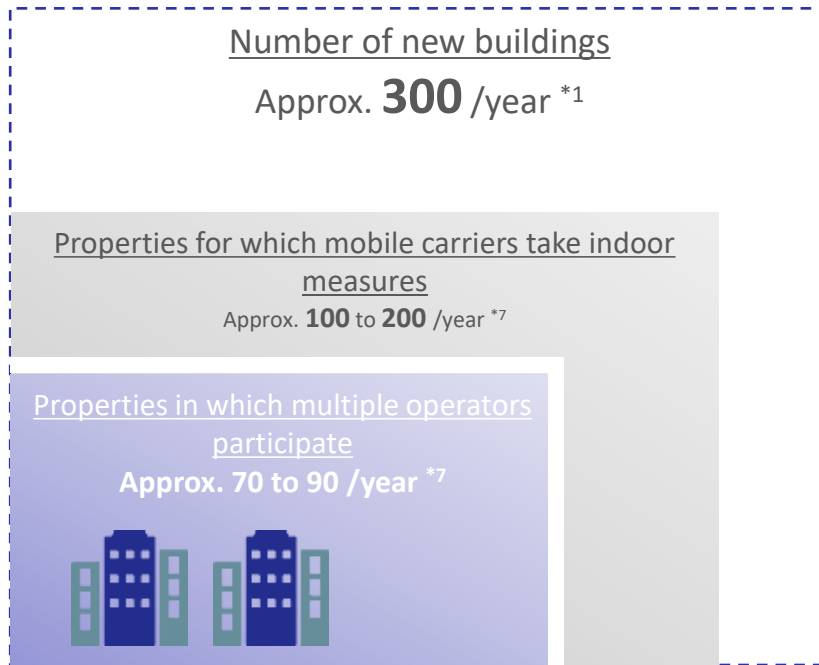 Number of new buildings
Approx. 300 /year *1
Properties for which mobile carriers take indoor
measures
Approx. 100 to 200 /year *7
Properties in which multiple operators
participate
Approx. 70 to 90 /year *7